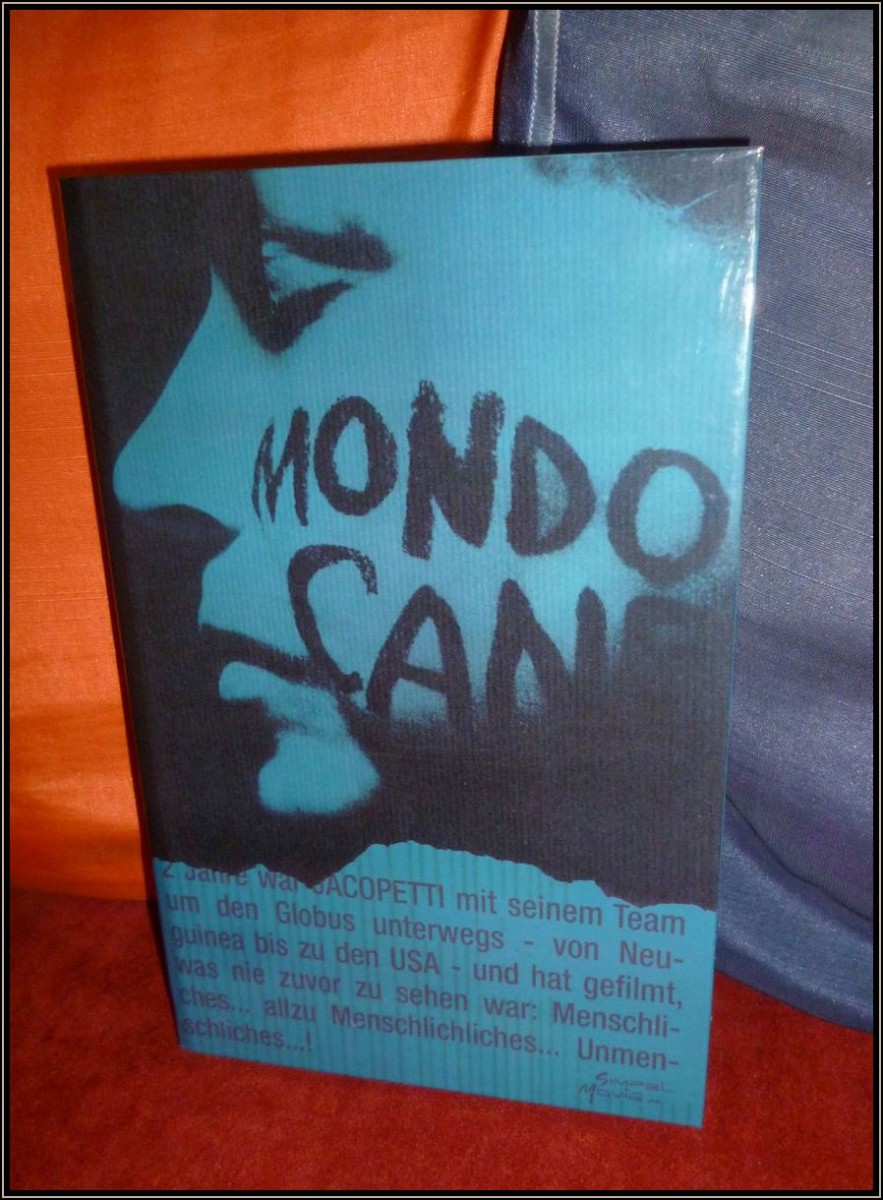 MONDO
CANE
2 Jahre war JACOPETTI mit seinem Team
um den Globus unterwegs - von Neu-
guinea bis zu den USA - und hat gefilmt,
was nie zuvor zu sehen war: Menschli-
ches... allzu Menschlichliches... Unmen-
schliches...!
SIMPEL
MOVIE